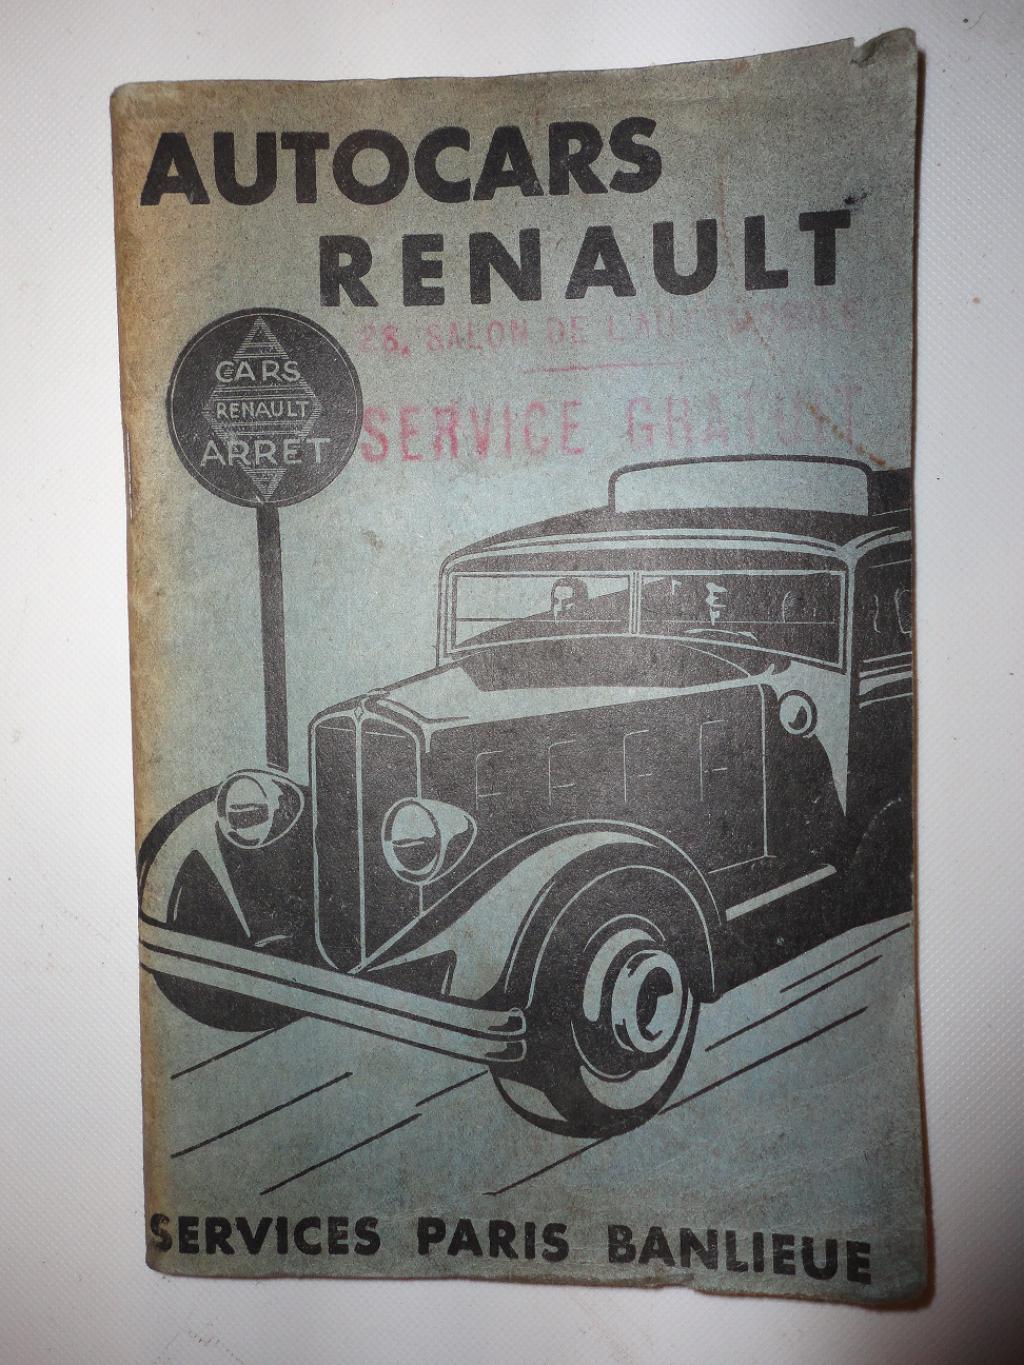 AUTOCARS
RENAULT
28, SALON DE L'AUTOMOBILE
SERVICE GRATUIT
CARS
RENAULT
ARRET
SERVICES PARIS BANLIEUE